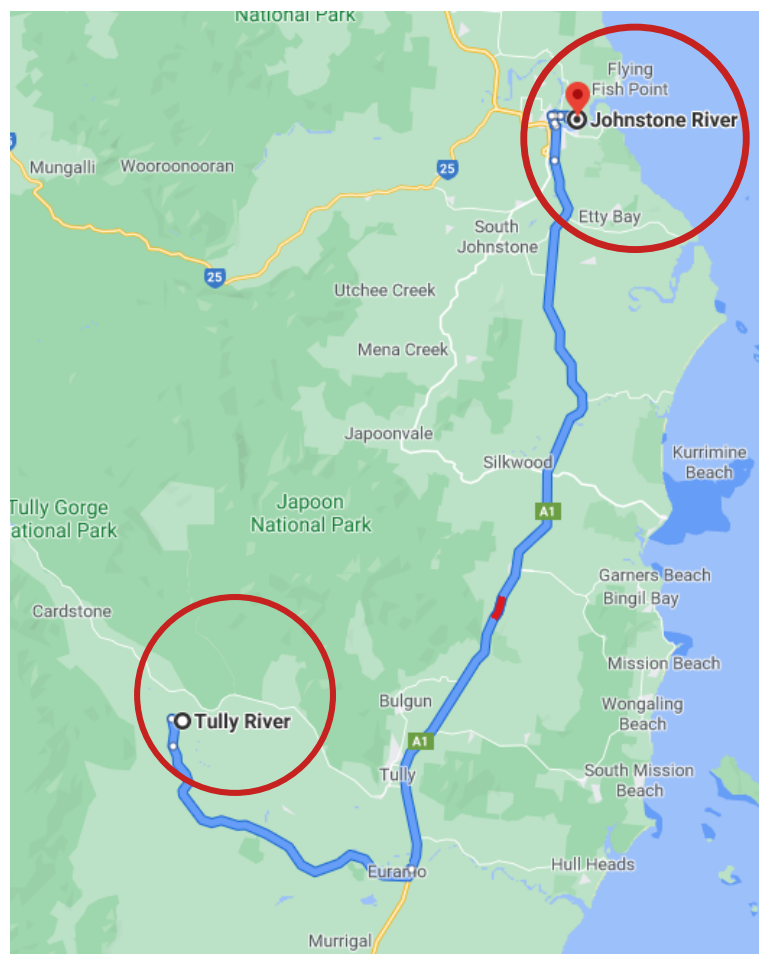 National Park
Flying
Fish Point
Johnstone River
Mungalli
Wooroonooran
25
Etty Bay
South
Johnstone
25
Utchee Creek
Mena Creek
Japoonvale
Silkwood
Kurrimine
Beach
Tully Gorge
ational Park
Japoon
National Park
A1
Garners Beach
Bingil Bay
Cardstone
Mission Beach
Bulgun
Wongaling
Beach
Tully River
A1
Tully
South Mission
Beach
Euramo
Hull Heads
Murrigal